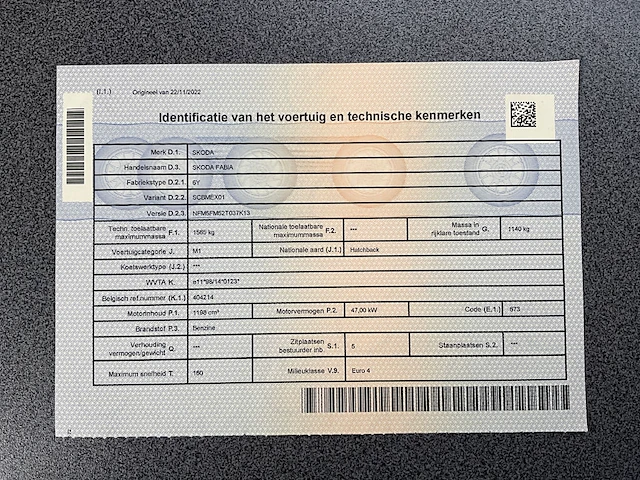 (I.1.) Origineel van 22/11/2022
Identificatie van het voertuig en technische kenmerken
Merk D.1. SKODA
Handelsnaam D.3. SKODA FABIA
Fabriekstype D.2.1. 6Y
Variant D.2.2. SCBMEX01
Versie D.2.3. NFM5FM52T037K13
Techn. toelaatbare maximummassa F.1. 1565 kg Nationale toelaatbare maximummassa F.2. *** Massa in rijklare toestand G. 1140 kg
Voertuigcategorie J. M1 Nationale aard (J.1.) Hatchback
Koetswerktype (J.2.) ***
WVTA K. e11*98/14*0123*
Belgisch ref.nummer (K.1.) 404214
Motorinhoud P.1. 1198 cm³ Motorvermogen P.2. 47,00 kW Code (E.1.) 673
Brandstof P.3. Benzine
Verhouding vermogen/gewicht Q. *** Zitplaatsen bestuurder inb. S.1. 5 Staanplaatsen S.2. ***
Maximum snelheid T. 160 Milieuklasse V.9. Euro 4